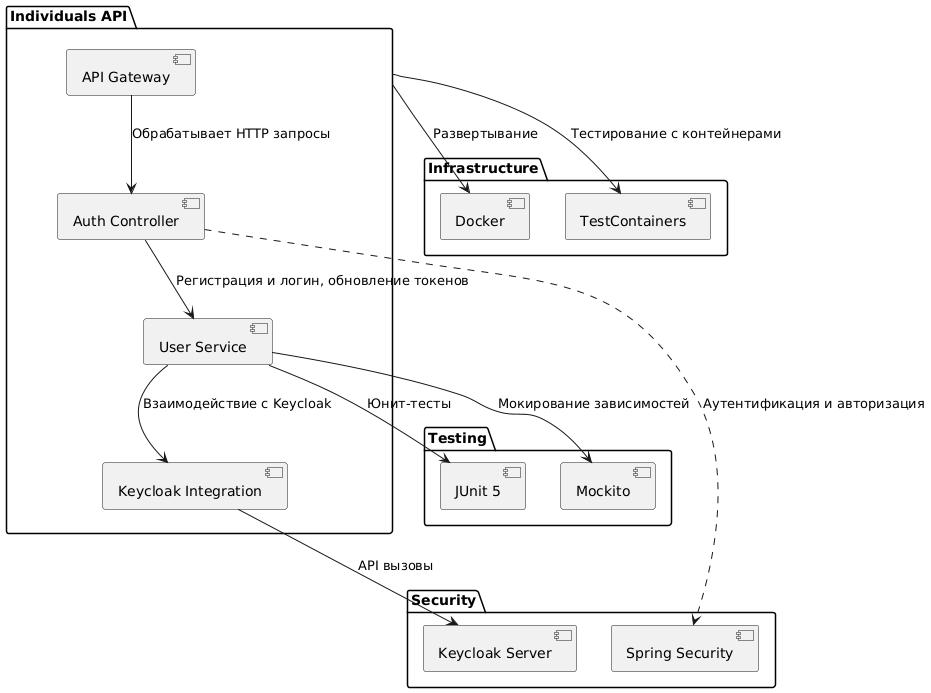 Individuals API
API Gateway
Обрабатывает HTTP запросы
Развертывание
Тестирование с контейнерами
Infrastructure
Auth Controller
Docker
TestContainers
Регистрация и логин, обновление токенов
User Service
Взаимодействие с Keycloak
Юнит-тесты
Мокирование зависимостей
Аутентификация и авторизация
Testing
Keycloak Integration
JUnit 5
Mockito
API вызовы
Security
Keycloak Server
Spring Security